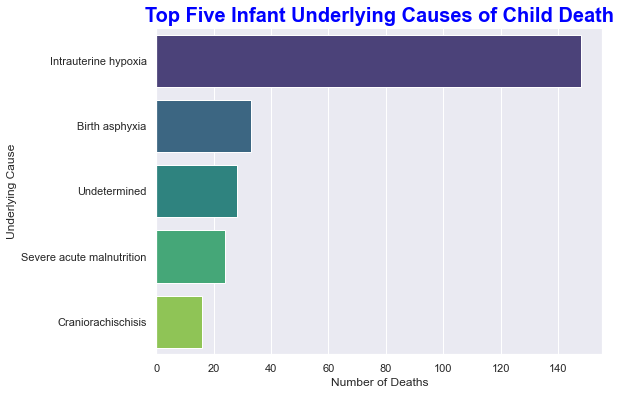 Top Five Infant Underlying Causes of Child Death
Underlying Cause
Intrauterine hypoxia
Birth asphyxia
Undetermined
Severe acute malnutrition
Craniorachischisis
0 20 40 60 80 100 120 140
Number of Deaths